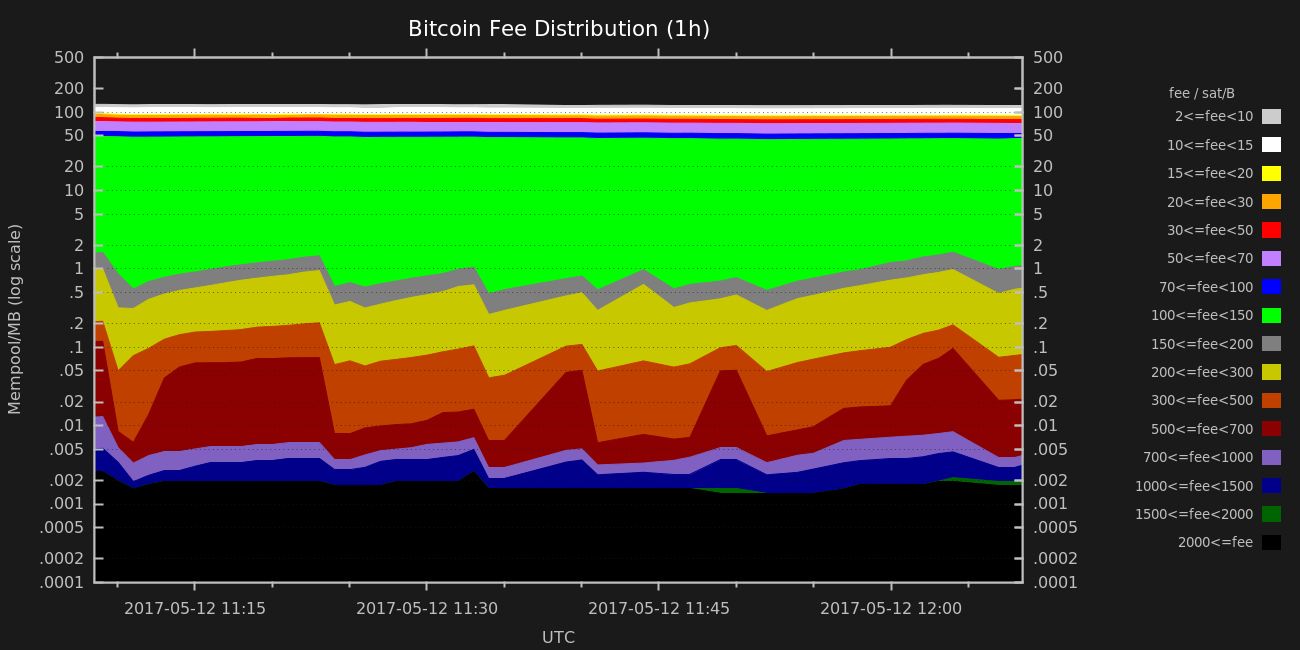 Bitcoin Fee Distribution (1h)
Mempool/MB (log scale)
500
200
100
50
20
10
5
2
1
.5
.2
.1
.05
.02
.01
.005
.002
.001
.0005
.0002
.0001
500
200
100
50
20
10
5
2
1
.5
.2
.1
.05
.02
.01
.005
.002
.001
.0005
.0002
.0001
2017-05-12 11:15
2017-05-12 11:30
2017-05-12 11:45
2017-05-12 12:00
UTC
fee / sat/B
2<=fee<10
10<=fee<15
15<=fee<20
20<=fee<30
30<=fee<50
50<=fee<70
70<=fee<100
100<=fee<150
150<=fee<200
200<=fee<300
300<=fee<500
500<=fee<700
700<=fee<1000
1000<=fee<1500
1500<=fee<2000
2000<=fee